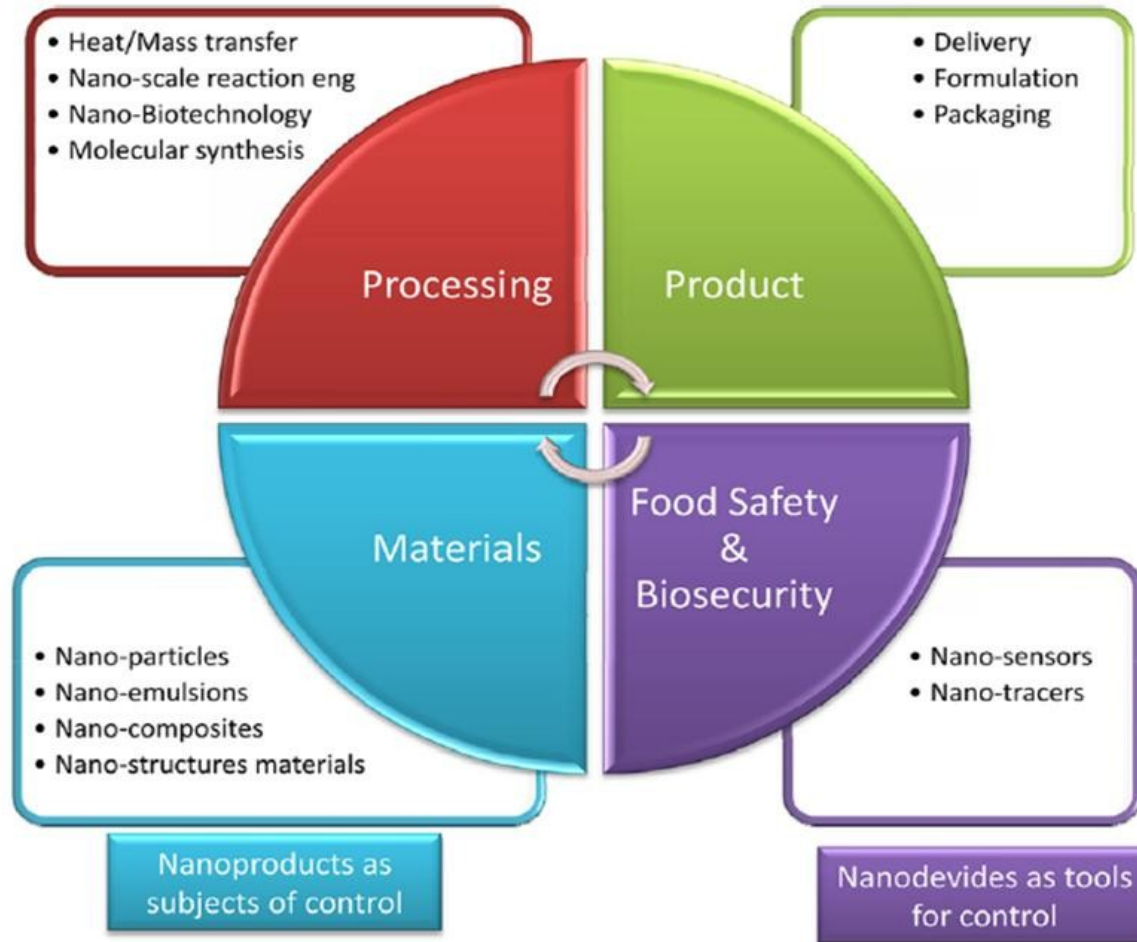 • Heat/Mass transfer
• Nano-scale reaction eng
• Nano-Biotechnology
• Molecular synthesis
• Delivery
• Formulation
• Packaging
Processing
Product
Materials
Food Safety
&
Biosecurity
• Nano-particles
• Nano-emulsions
• Nano-composites
• Nano-structures materials
• Nano-sensors
• Nano-tracers
Nanoproducts as
subjects of control
Nanodevides as tools
for control